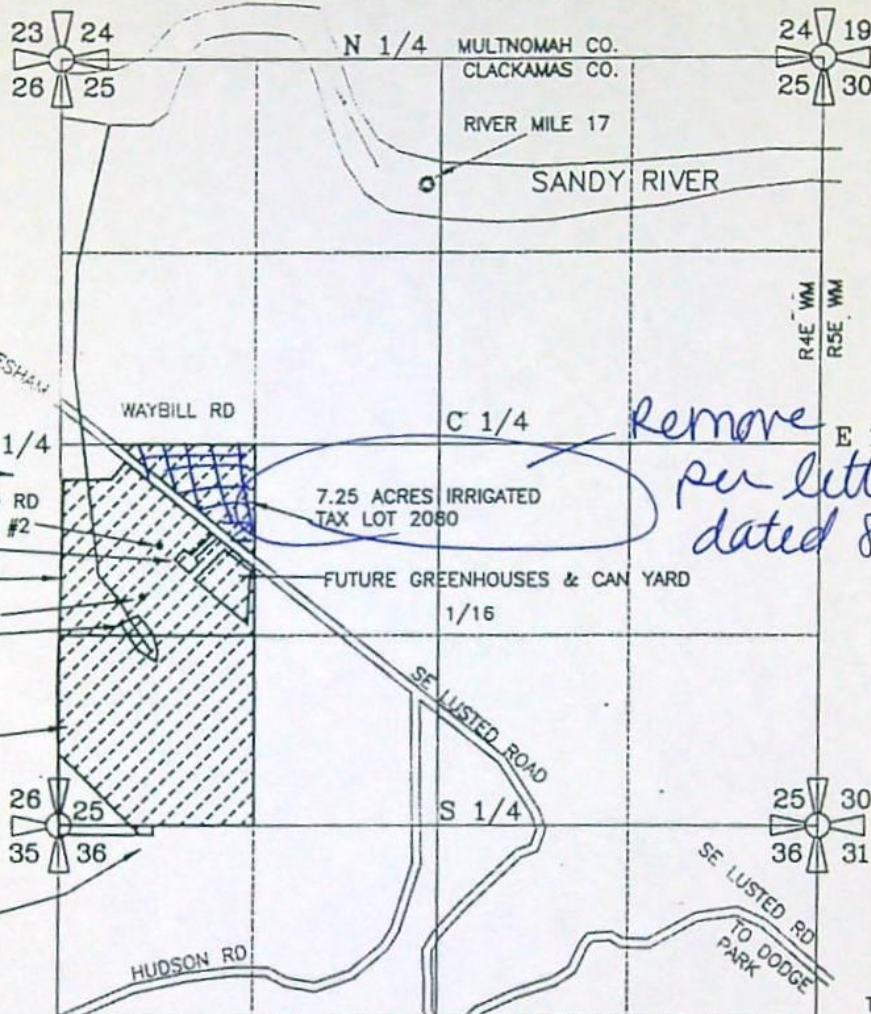 23 24
26 25
N 1/4
MULTNOMAH CO.
CLACKAMAS CO.
24 19
25 30
RIVER MILE 17
SANDY RIVER
R4E WM
R5E WM
WAYBILL RD
C 1/4
Remove
1/4
E
per
dated
7.25 ACRES IRRIGATED
TAX LOT 2080
RD
#2
FUTURE GREENHOUSES & CAN YARD
1/16
SE LUSTED ROAD
26 25
35 36
S 1/4
25 30
36 31
SE LUSTED RD
TO DODGE
PARK
HUDSON RD